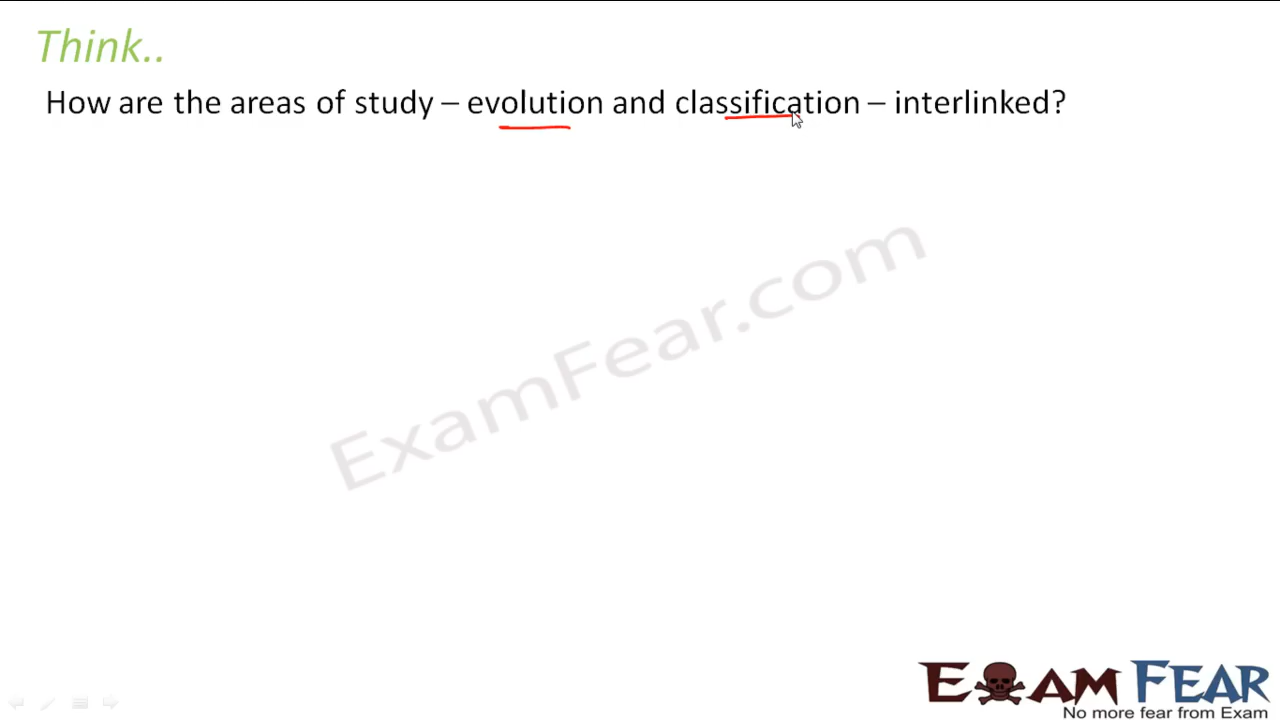 Think..
How are the areas of study – evolution and classification – interlinked?
ExamFear.com
EXAM FEAR
No more fear from Exam